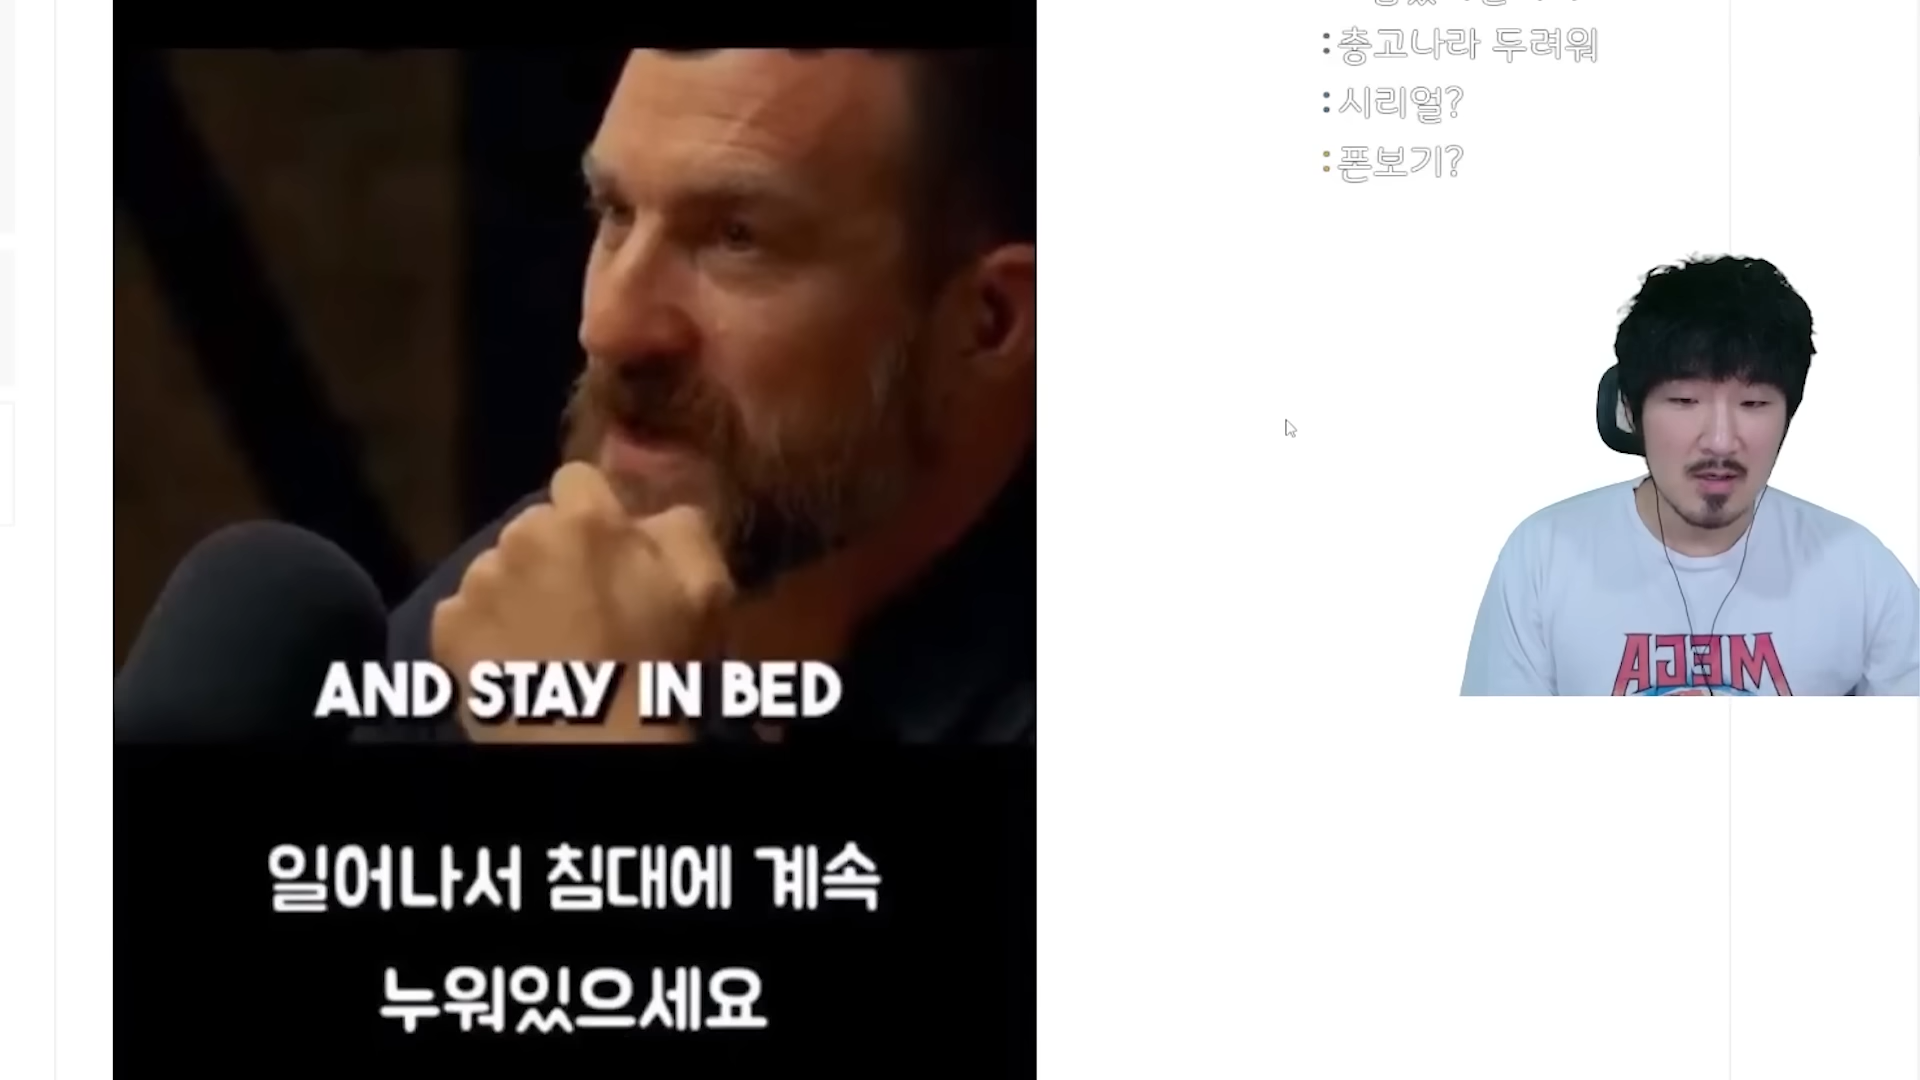 :충고나라 두려워
:시리얼?
:폰보기?
MEGA
AND STAY IN BED
일어나서 침대에 계속
누워있으세요